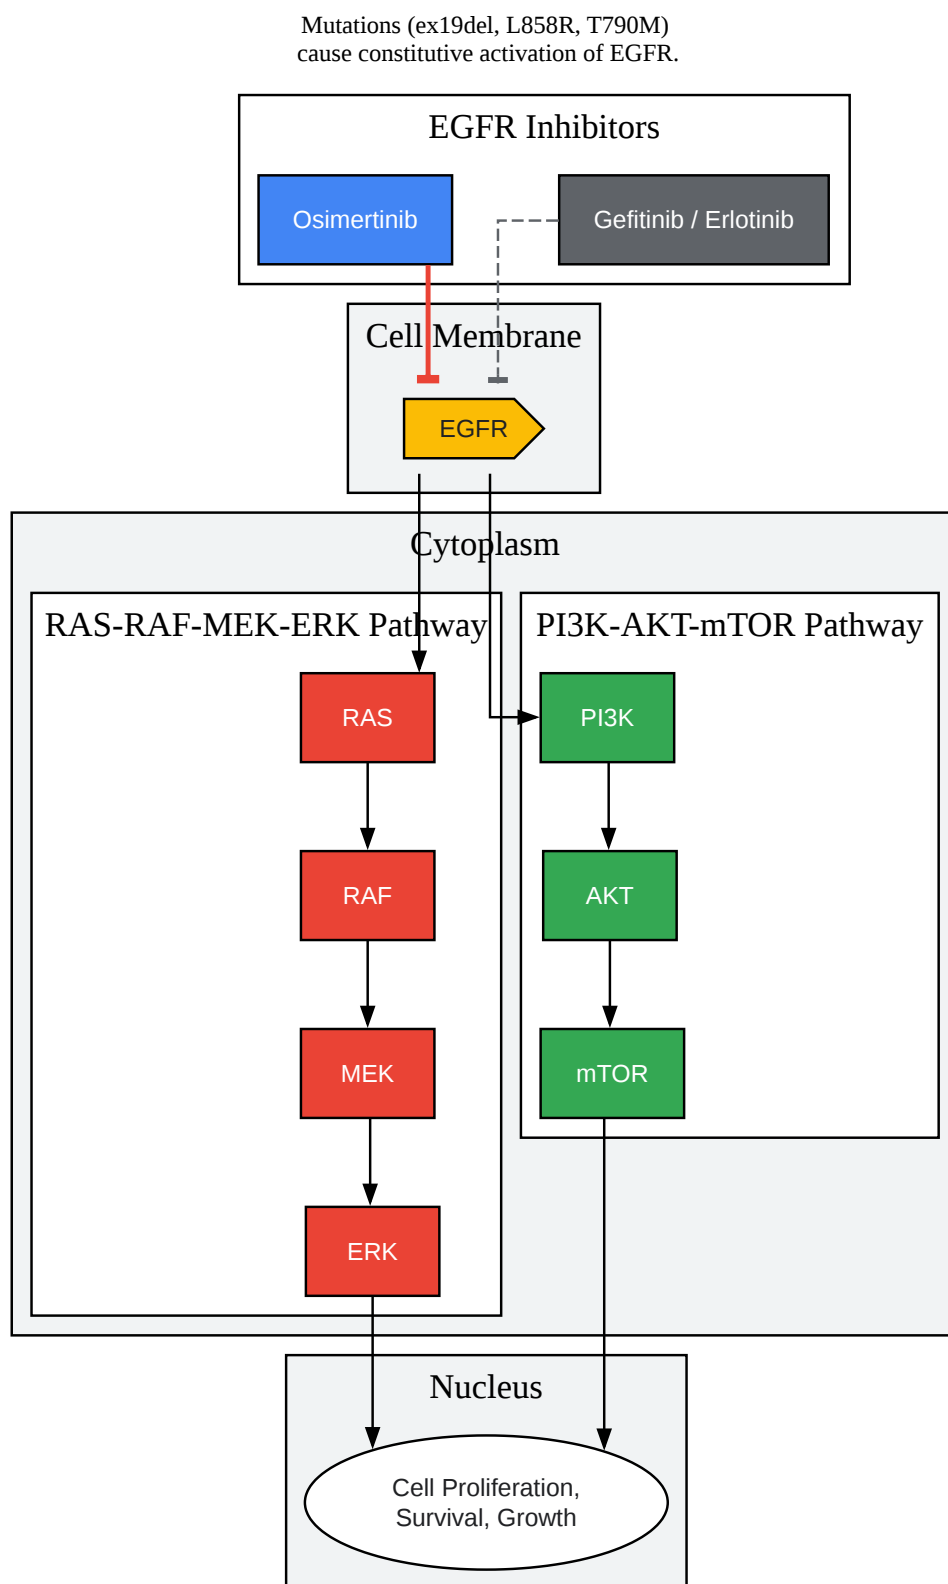 Mutations (ex19del, L858R, T790M)
cause constitutive activation of EGFR.
EGFR Inhibitors
Osimertinib
Gefitinib / Erlotinib
Cell Membrane
EGFR
Cytoplasm
RAS-RAF-MEK-ERK Pathway
PI3K-AKT-mTOR Pathway
RAS
PI3K
RAF
AKT
MEK
mTOR
ERK
Nucleus
Cell Proliferation,
Survival, Growth